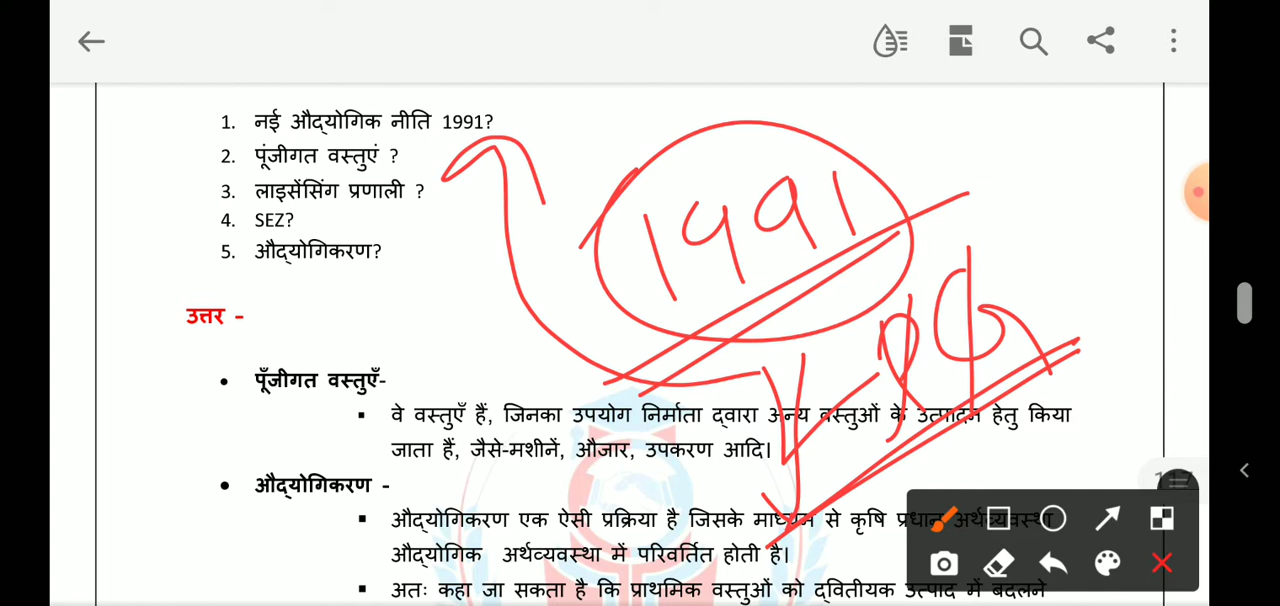 1. नई औद्योगिक नीति 1991?
2. पूंजीगत वस्तुएं ?
3. लाइसेंसिंग प्रणाली ?
4. SEZ?
5. औद्योगिकरण?
1991
उत्तर -
• पूँजीगत वस्तुएँ-
▪ वे वस्तुएँ हैं, जिनका उपयोग निर्माता द्वारा अन्य वस्तुओं के उत्पादन हेतु किया
जाता हैं, जैसे-मशीनें, औजार, उपकरण आदि।
• औद्योगिकरण -
▪ औद्योगिकरण एक ऐसी प्रक्रिया है जिसके माध्यम से कृषि प्रधान अर्थव्यवस्था
औद्योगिक अर्थव्यवस्था में परिवर्तित होती है।
▪ अतः कहा जा सकता है कि प्राथमिक वस्तुओं को द्वितीयक उत्पाद में बदलने